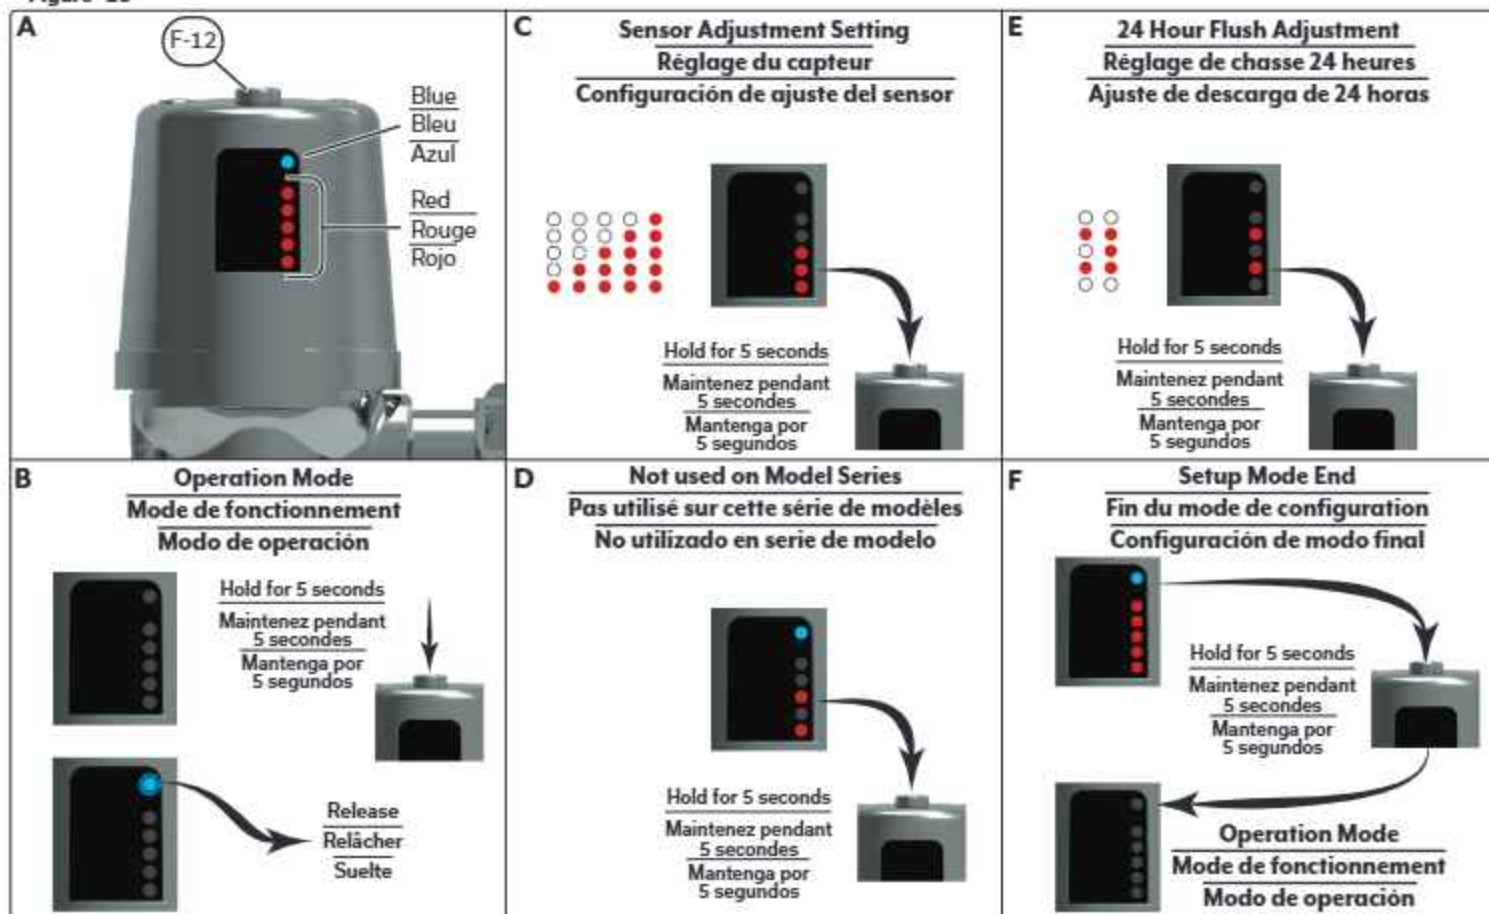 A
F-12
Blue
Bleu
Azul
Red
Rouge
Rojo
B
Operation Mode
Mode de fonctionnement
Modo de operación
Hold for 5 seconds
Maintenez pendant
5 secondes
Mantenga por
5 segundos
Release
Relâcher
Suelte
C
Sensor Adjustment Setting
Réglage du capteur
Configuración de ajuste del sensor
Hold for 5 seconds
Maintenez pendant
5 secondes
Mantenga por
5 segundos
D
Not used on Model Series
Pas utilisé sur cette série de modèles
No utilizado en serie de modelo
Hold for 5 seconds
Maintenez pendant
5 secondes
Mantenga por
5 segundos
E
24 Hour Flush Adjustment
Réglage de chasse 24 heures
Ajuste de descarga de 24 horas
Hold for 5 seconds
Maintenez pendant
5 secondes
Mantenga por
5 segundos
F
Setup Mode End
Fin du mode de configuration
Configuración de modo final
Hold for 5 seconds
Maintenez pendant
5 secondes
Mantenga por
5 segundos
Operation Mode
Mode de fonctionnement
Modo de operación